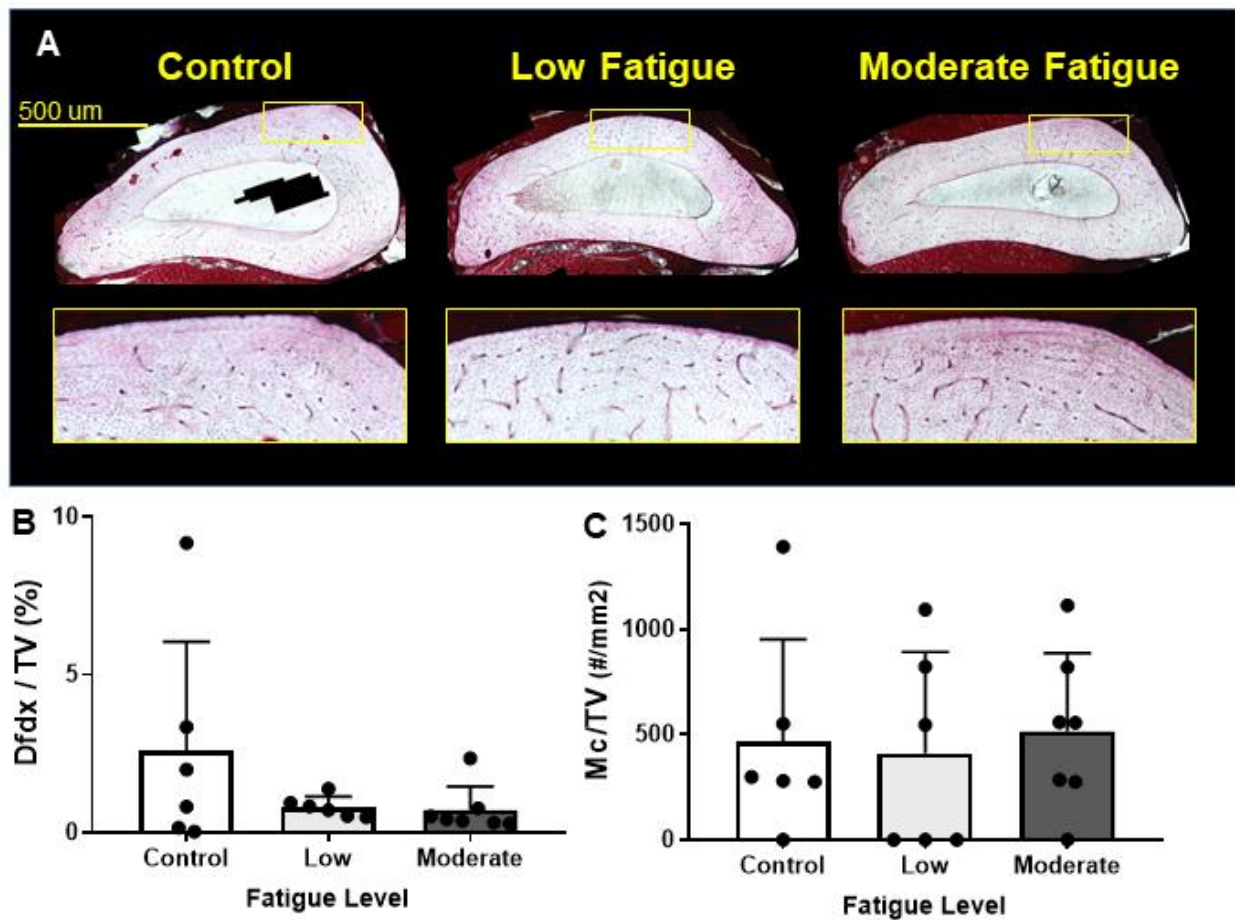 A
Control
Low Fatigue
Moderate Fatigue
500 um
B
Dfdx / TV (%)
10
5
0
Control
Low
Moderate
Fatigue Level
C
Mc/TV (#/mm2)
1500
1000
500
0
Control
Low
Moderate
Fatigue Level